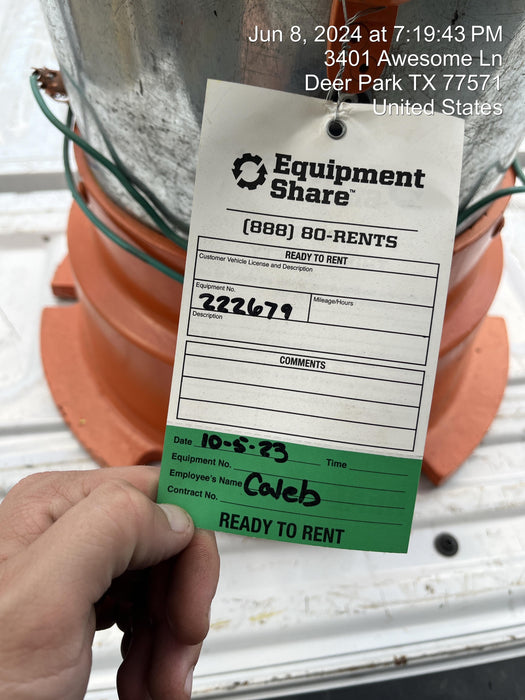 Jun 8, 2024 at 7:19:43 PM
3401 Awesome Ln
Deer Park TX 77571
United States
Equipment
Share™
(888) 80-RENTS
READY TO RENT
Customer Vehicle License and Description
Equipment No. 222679
Mileage/Hours
Description
COMMENTS
Date 10-5-23 Time
Equipment No.
Employee's Name Caleb
Contract No.
READY TO RENT